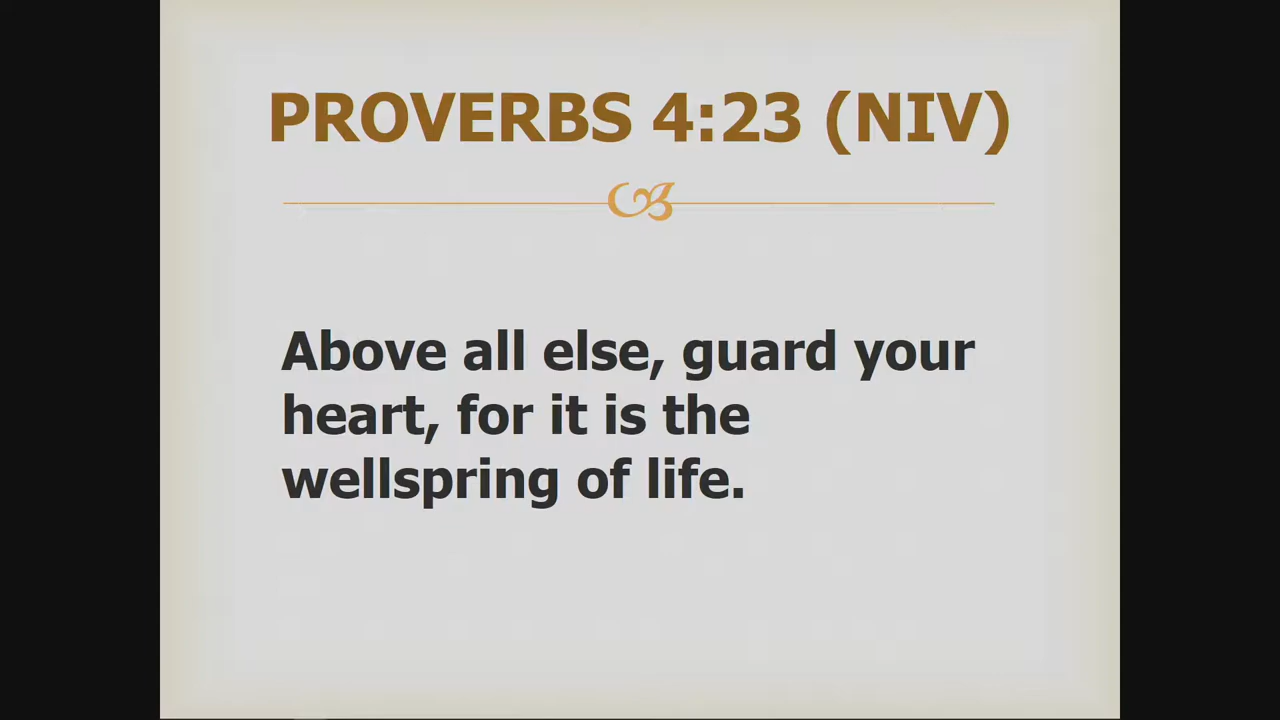 PROVERBS 4:23 (NIV)
Above all else, guard your
heart, for it is the
wellspring of life.